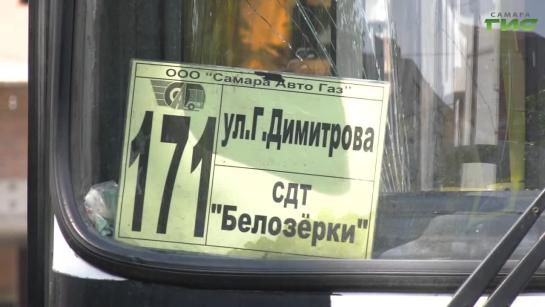 САМАРА
ГИС
ООО "Самара Авто Газ"
171
ул.Г.Димитрова
СДТ
"Белозёрки"